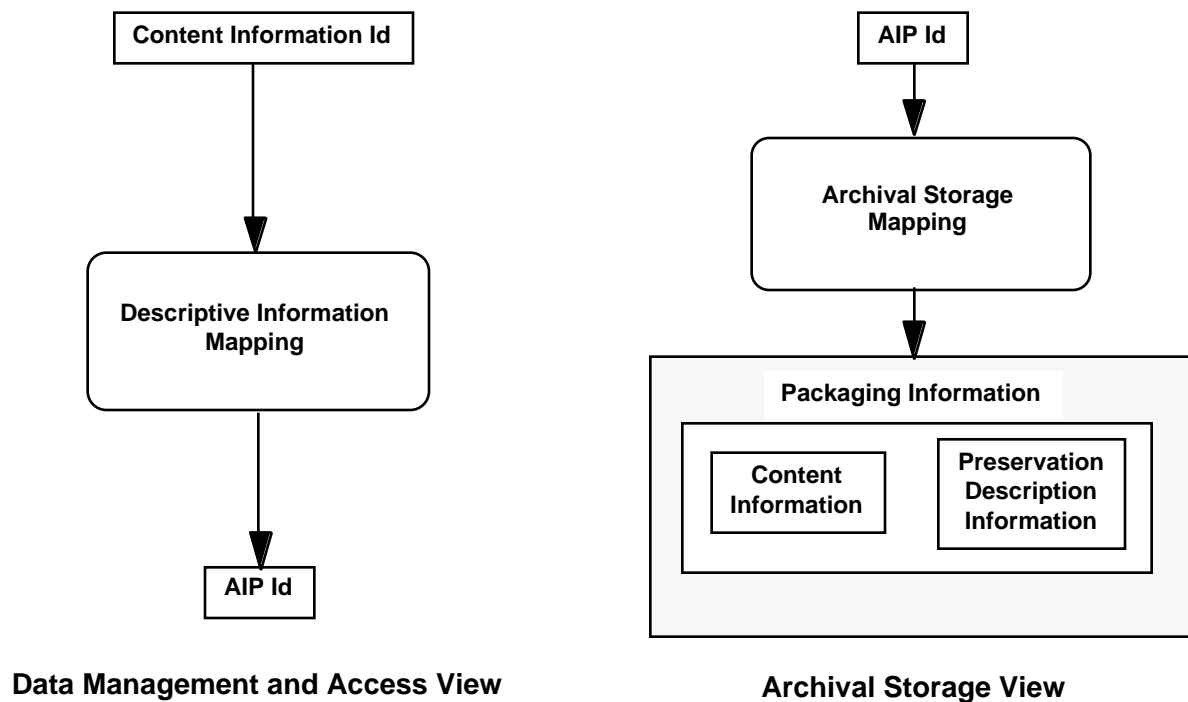 Content Information Id
Descriptive Information
Mapping
AIP Id
Data Management and Access View
AIP Id
Archival Storage
Mapping
Packaging Information
Content
Information
Preservation
Description
Information
Archival Storage View